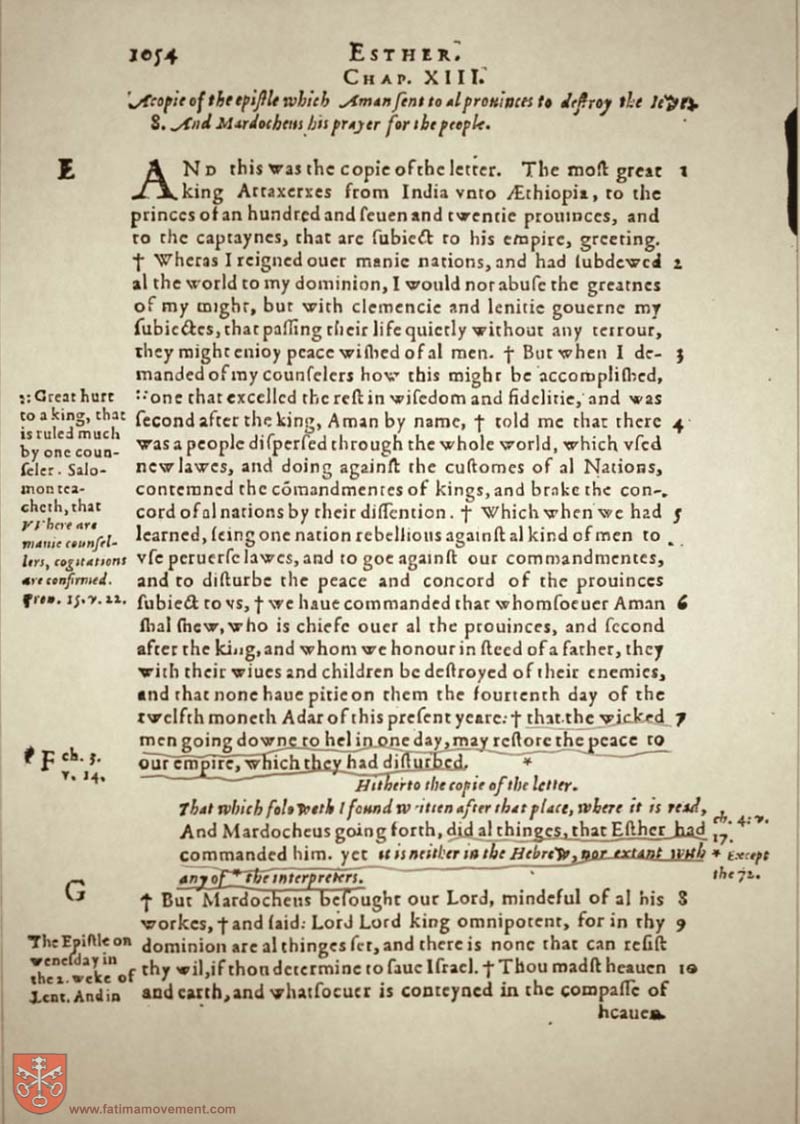 1054 ESTHER.
CHAP. XIII.
A copie of the epiſtle which Aman ſent to al prouinces to deſtroy the Iewes.
8. And Mardocheus his prayer for the people.
E
AND this was the copie of the letter. The moſt great 1
king Artaxerxes from India vnto Æthiopia, to the
princes of an hundred and ſeuen and twentie prouinces, and
to the captaynes, that are ſubiect to his empire, greeting.
† Wheras I reigned ouer manie nations, and had ſubdewed 2
al the world to my dominion, I would not abuſe the greatnes
of my might, but with clemencie and lenitie gouerne my
ſubiectes, that paſſing their life quietly without any terrour,
they might enioy peace wiſhed of al men. † But when I de- 3
manded of my counſelers how this might be accompliſhed,
:: one that excelled the reſt in wiſedom and fidelitie, and was
ſecond after the king, Aman by name, † told me that there 4
was a people diſperſed through the whole world, which vſed
new lawes, and doing againſt the cuſtomes of al Nations,
contemned the cōmandmentes of kings, and brake the con-
cord of al nations by their diſſention. † Which when we had 5
learned, ſeing one nation rebellious againſt al kind of men to
vſe peruerſe lawes, and to goe againſt our commandmentes,
and to diſturbe the peace and concord of the prouinces
ſubiect to vs, † we haue commanded that whomſoeuer Aman 6
ſhal ſhew, who is chiefe ouer al the prouinces, and ſecond
after the king, and whom we honour in ſteed of a father, they
with their wiues and children be deſtroyed of their enemies,
and that none haue pitie on them the fourtenth day of the
twelfth moneth Adar of this preſent yeare: † that the wicked 7
men going downe to hel in one day, may reſtore the peace to
our empire, which they had diſturbed. *
:: Great hurt
to a king, that
is ruled much
by one coun-
ſeler. Salo-
mon tea-
cheth, that
VVhere are
manie counſel-
lers, cogitations
are confirmed.
Prou. 15. v. 22.
F ch. 3.
v. 14.
Hitherto the copie of the letter.
That which foloweth I found written after that place, where it is read,
And Mardocheus going forth, did al thinges, that Eſther had
commanded him. yet it is neither in the Hebrew, nor extant with
any of * the interpreters.
ch. 4. v.
17.
* Except
the 72.
G
† But Mardocheus beſought our Lord, mindeful of al his 8
workes, † and ſaid: Lord Lord king omnipotent, for in thy 9
dominion are al thinges ſet, and there is none that can reſiſt
thy wil, if thou determine to ſaue Iſrael. † Thou madſt heauen 10
and earth, and whatſoeuer is conteyned in the compaſſe of
heauen
The Epiſtle on
weneſday in
the 2. weke of
Lent. And in
www.fatimamovement.com